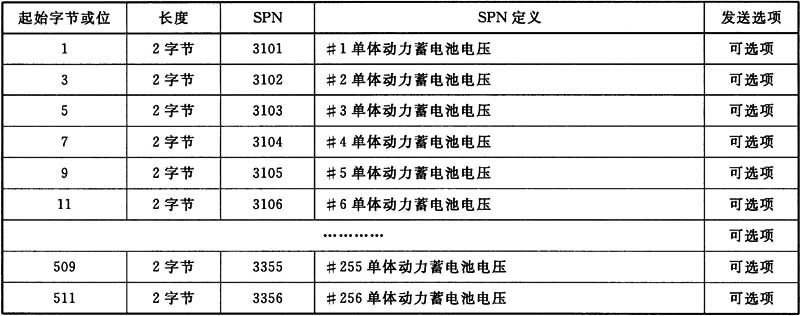 起始字节或位 长度 SPN SPN 定义 发送选项
1 2 字节 3101 #1 单体动力蓄电池电压 可选项
3 2 字节 3102 #2 单体动力蓄电池电压 可选项
5 2 字节 3103 #3 单体动力蓄电池电压 可选项
7 2 字节 3104 #4 单体动力蓄电池电压 可选项
9 2 字节 3105 #5 单体动力蓄电池电压 可选项
11 2 字节 3106 #6 单体动力蓄电池电压 可选项
………… 可选项
509 2 字节 3355 #255 单体动力蓄电池电压 可选项
511 2 字节 3356 #256 单体动力蓄电池电压 可选项